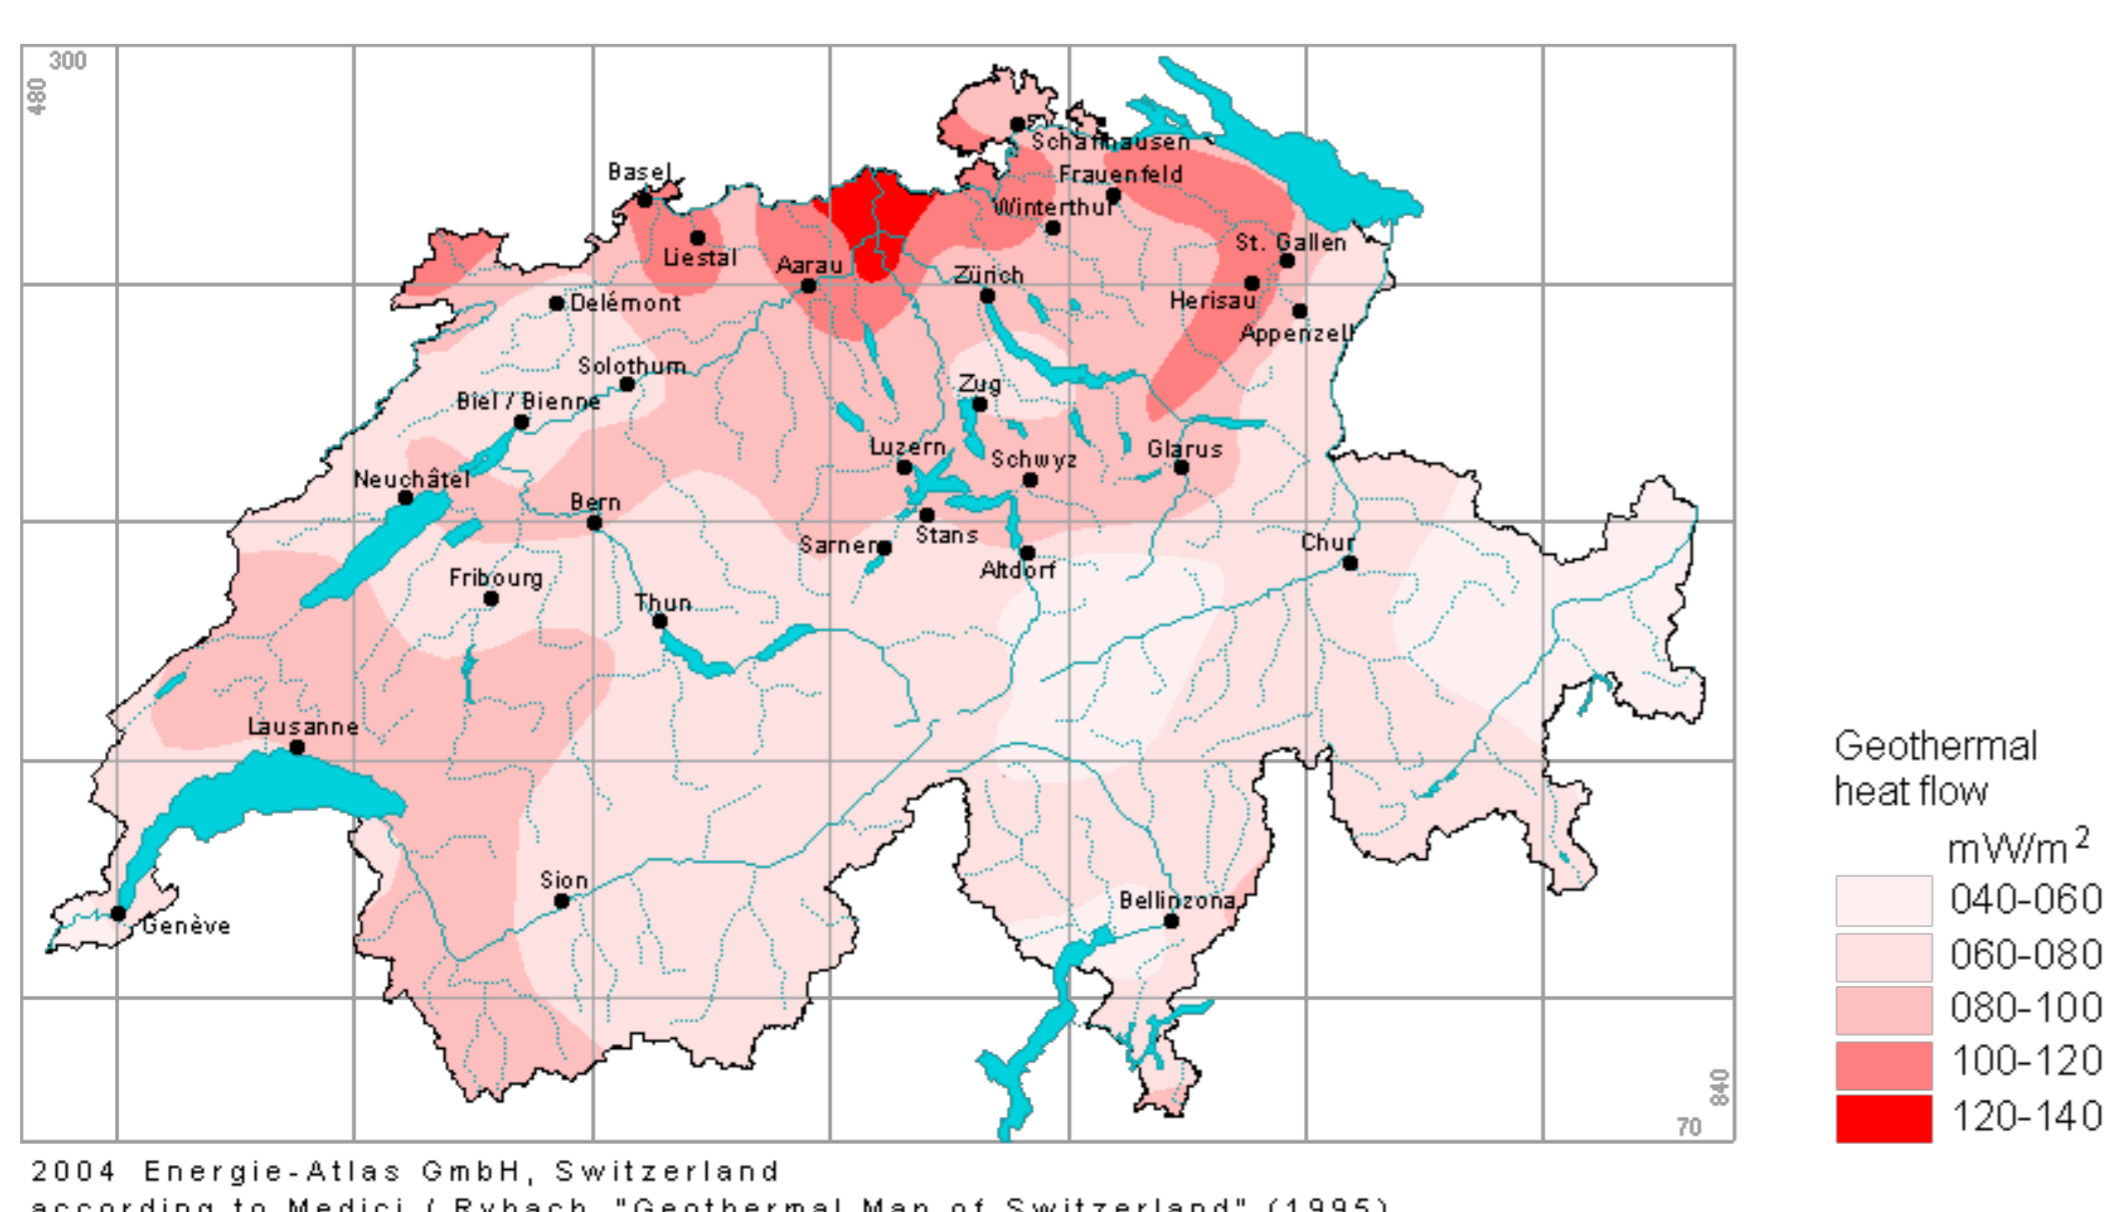 300
480
Schaffhausen
Basel
Frauenfeld
Winterthur
St. Gallen
Liestal
Aarau
Zürich
Delémont
Herisau
Appenzell
Solothurn
Zug
Biel / Bienne
Luzern
Schwyz
Glarus
Neuchâtel
Bern
Stans
Sarnen
Chur
Altdorf
Fribourg
Thun
Lausanne
Sion
Bellinzona
Genève
840
70
Geothermal
heat flow
mW/m²
040-060
060-080
080-100
100-120
120-140
2004 Energie-Atlas GmbH, Switzerland
according to Medici / Rybach "Geothermal Map of Switzerland" (1995)